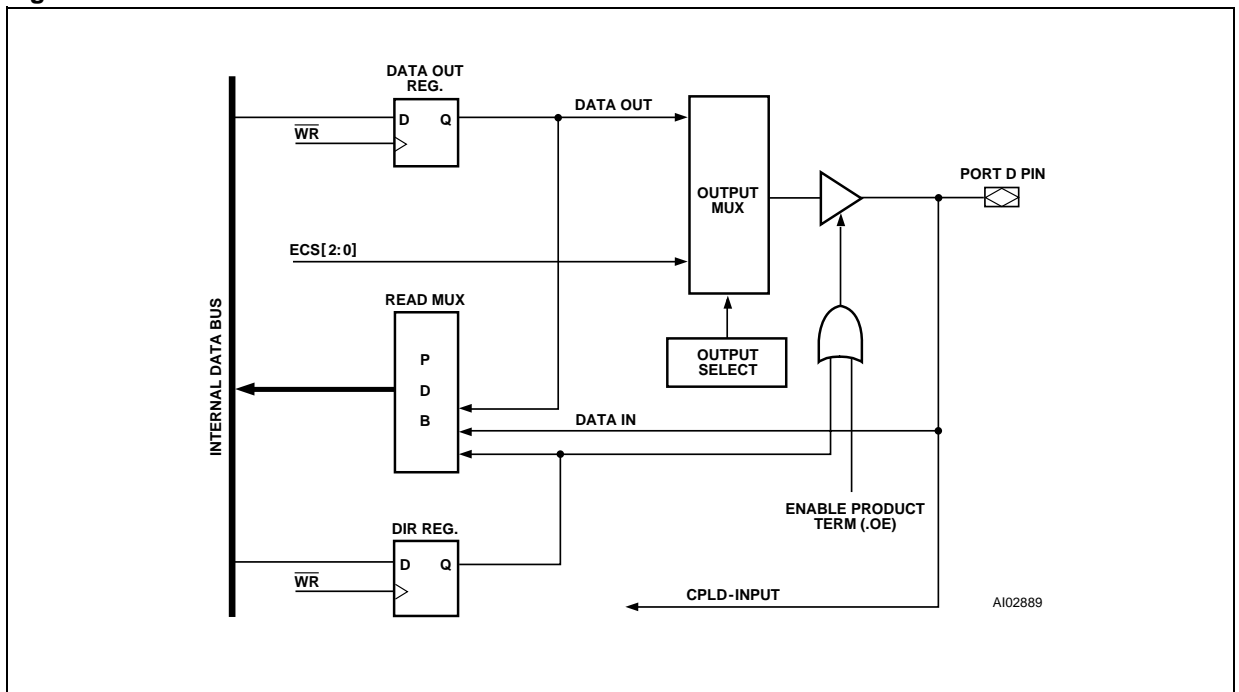 DATA OUT
REG.
D Q
WR
DATA OUT
OUTPUT
MUX
PORT D PIN
ECS[2:0]
READ MUX
P
D
B
OUTPUT
SELECT
INTERNAL DATA BUS
DATA IN
ENABLE PRODUCT
TERM (.OE)
DIR REG.
D Q
WR
CPLD-INPUT
AI02889